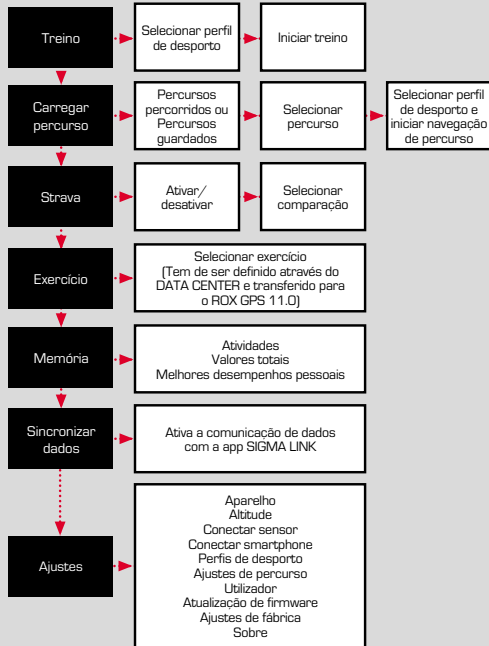 Treino
Selecionar perfil
de desporto
Iniciar treino
Carregar
percurso
Percursos
percorridos ou
Percursos
guardados
Selecionar
percurso
Selecionar perfil
de desporto e
iniciar navegação
de percurso
Strava
Ativar/
desativar
Selecionar
comparação
Exercício
Selecionar exercício
(Tem de ser definido através do
DATA CENTER e transferido para
o ROX GPS 11.0)
Memória
Atividades
Valores totais
Melhores desempenhos pessoais
Sincronizar
dados
Ativa a comunicação de dados
com a app SIGMA LINK
Ajustes
Aparelho
Altitude
Conectar sensor
Conectar smartphone
Perfis de desporto
Ajustes de percurso
Utilizador
Atualização de firmware
Ajustes de fábrica
Sobre